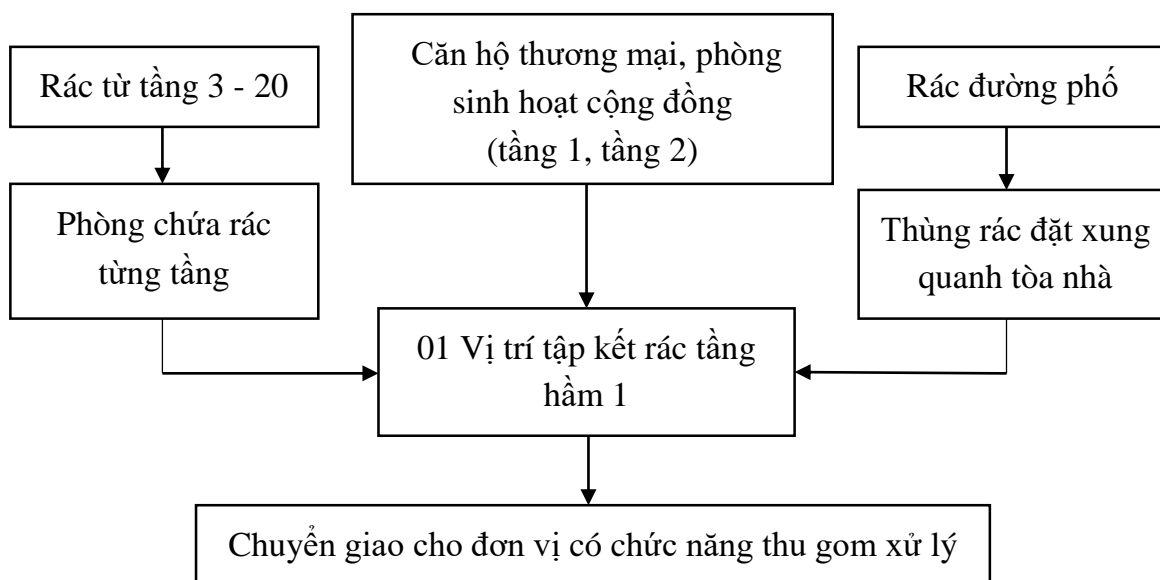 Rác từ tầng 3 - 20
Căn hộ thương mại, phòng
sinh hoạt cộng đồng
(tầng 1, tầng 2)
Rác đường phố
Phòng chứa rác
từng tầng
Thùng rác đặt xung
quanh tòa nhà
01 Vị trí tập kết rác tầng
hầm 1
Chuyển giao cho đơn vị có chức năng thu gom xử lý